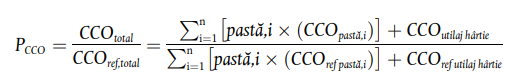 P_CCO = CCO_total / CCO_ref,total = ∑_{i=1}^{n} [pastă,i × (CCO_pastă,i)] + CCO_utilaj hârtie / ∑_{i=1}^{n} [pastă,i × (CCO_ref pastă,i)] + CCO_ref utilaj hârtie